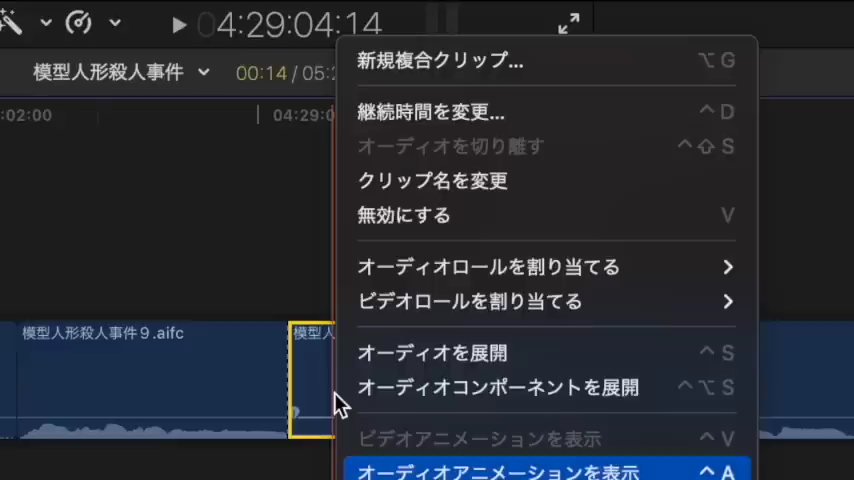 04:29:04:14
模型人形殺人事件
00:14 / 05:2
:02:00
04:29:0
新規複合クリップ... ⌥ G
継続時間を変更... ^ D
オーディオを切り離す ^ ⇧ S
クリップ名を変更
無効にする V
オーディオロールを割り当てる
ビデオロールを割り当てる
模型人形殺人事件 9 .aifc
模型人
オーディオを展開 ^ S
オーディオコンポーネントを展開 ^ ⌥ S
ビデオアニメーションを表示 ^ V
オーディオアニメーションを表示 ^ A